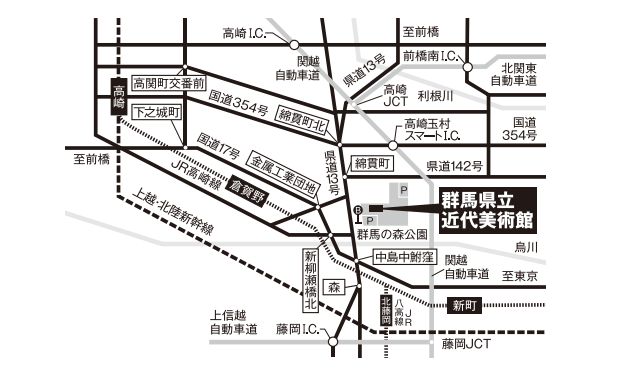 高崎 I.C.
至前橋
関越
自動車道
県道13号
前橋南I.C.
北関東
自動車道
高関町交番前
高崎
国道354号
高崎
JCT
利根川
下之城町
綿貫町北
高崎玉村
スマートI.C.
国道
354号
国道17号
至前橋
金属工業団地
県道13号
綿貫町
県道142号
JR高崎線
倉賀野
P
群馬県立
近代美術館
B
P
上越・北陸新幹線
群馬の森公園
烏川
中島中鮒窪
新柳瀬橋北
関越
自動車道
至東京
森
北藤岡
八高線
JR
新町
上信越
自動車道
藤岡I.C.
藤岡JCT